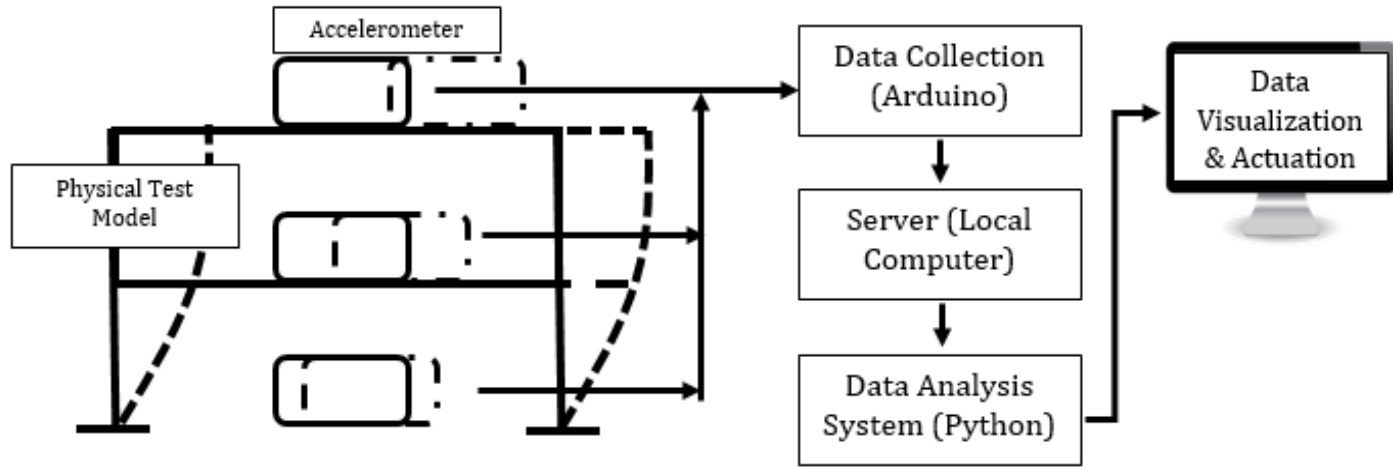 Accelerometer
Physical Test
Model
Data Collection
(Arduino)
Server (Local
Computer)
Data Analysis
System (Python)
Data
Visualization
& Actuation